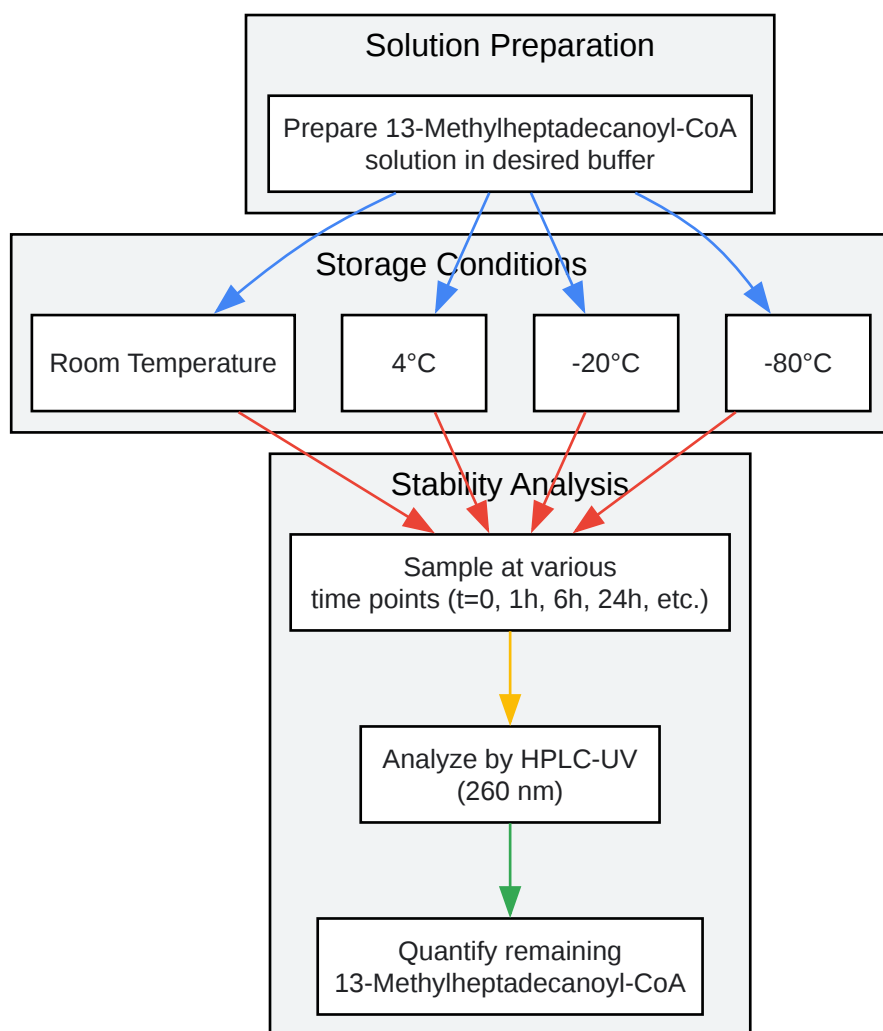 Solution Preparation
Prepare 13-Methylheptadecanoyl-CoA
solution in desired buffer
Storage Conditions
Room Temperature
4°C
-20°C
-80°C
Stability Analysis
Sample at various
time points (t=0, 1h, 6h, 24h, etc.)
Analyze by HPLC-UV
(260 nm)
Quantify remaining
13-Methylheptadecanoyl-CoA